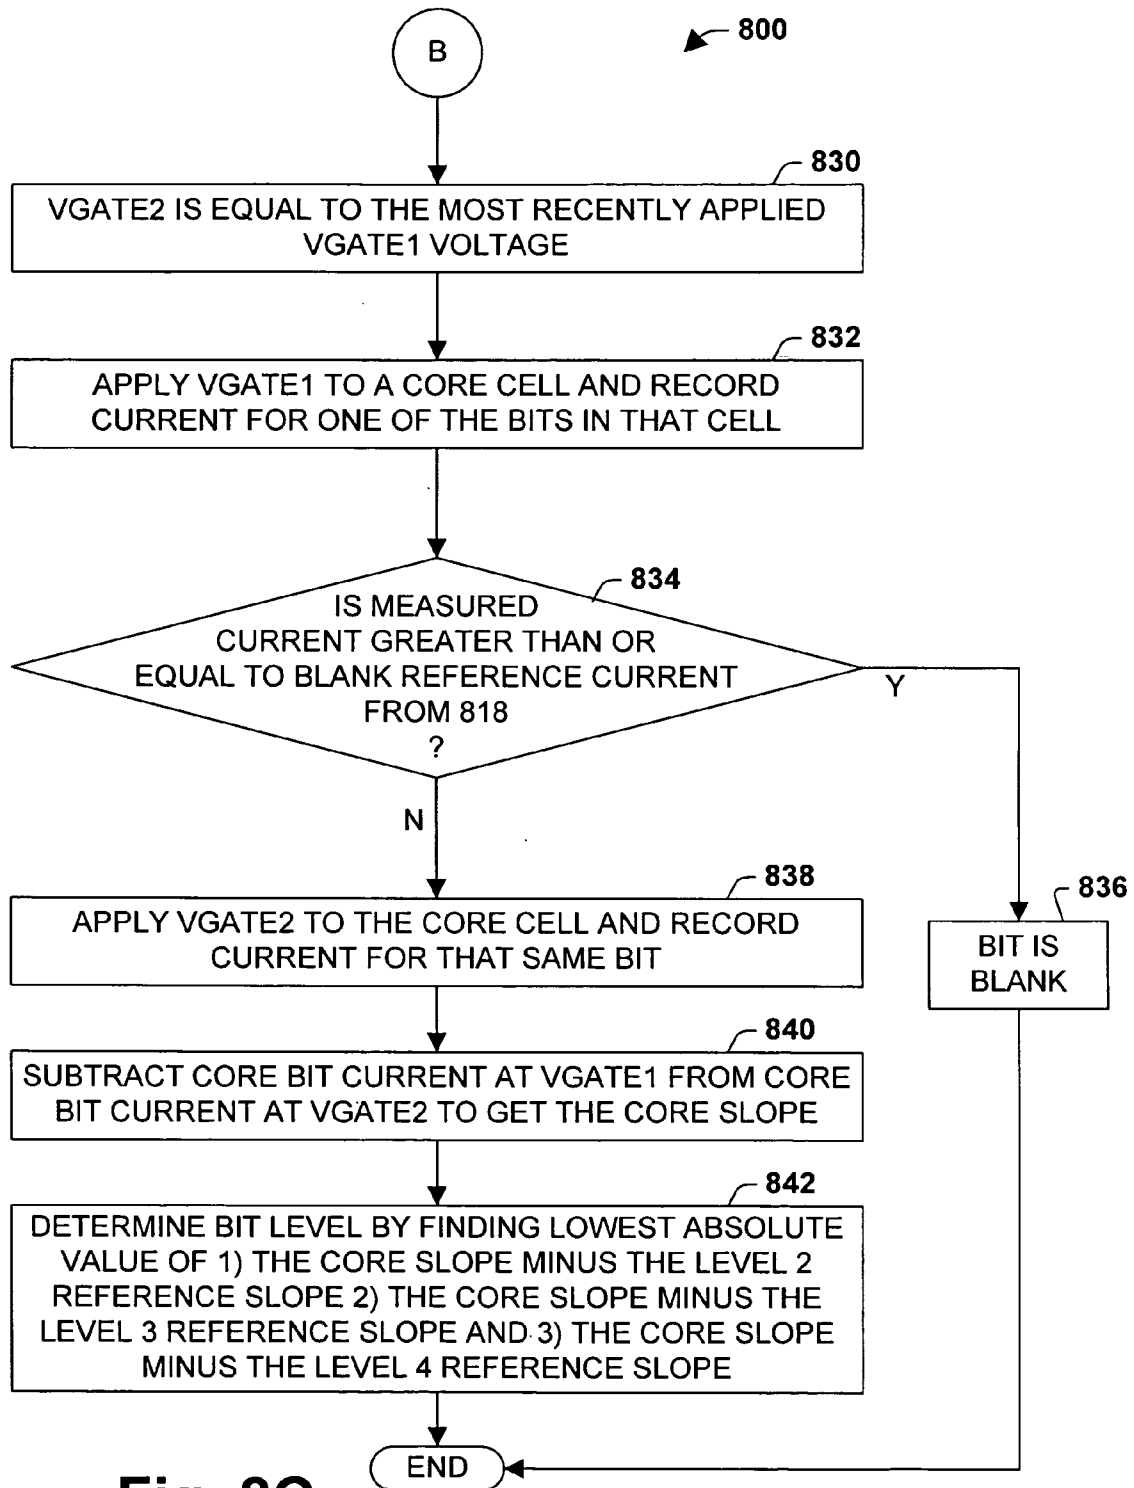 B
800
830
VGATE2 IS EQUAL TO THE MOST RECENTLY APPLIED
VGATE1 VOLTAGE
832
APPLY VGATE1 TO A CORE CELL AND RECORD
CURRENT FOR ONE OF THE BITS IN THAT CELL
834
IS MEASURED
CURRENT GREATER THAN OR
EQUAL TO BLANK REFERENCE CURRENT
FROM 818
?
Y
N
836
BIT IS
BLANK
838
APPLY VGATE2 TO THE CORE CELL AND RECORD
CURRENT FOR THAT SAME BIT
840
SUBTRACT CORE BIT CURRENT AT VGATE1 FROM CORE
BIT CURRENT AT VGATE2 TO GET THE CORE SLOPE
842
DETERMINE BIT LEVEL BY FINDING LOWEST ABSOLUTE
VALUE OF 1) THE CORE SLOPE MINUS THE LEVEL 2
REFERENCE SLOPE 2) THE CORE SLOPE MINUS THE
LEVEL 3 REFERENCE SLOPE AND 3) THE CORE SLOPE
MINUS THE LEVEL 4 REFERENCE SLOPE
END